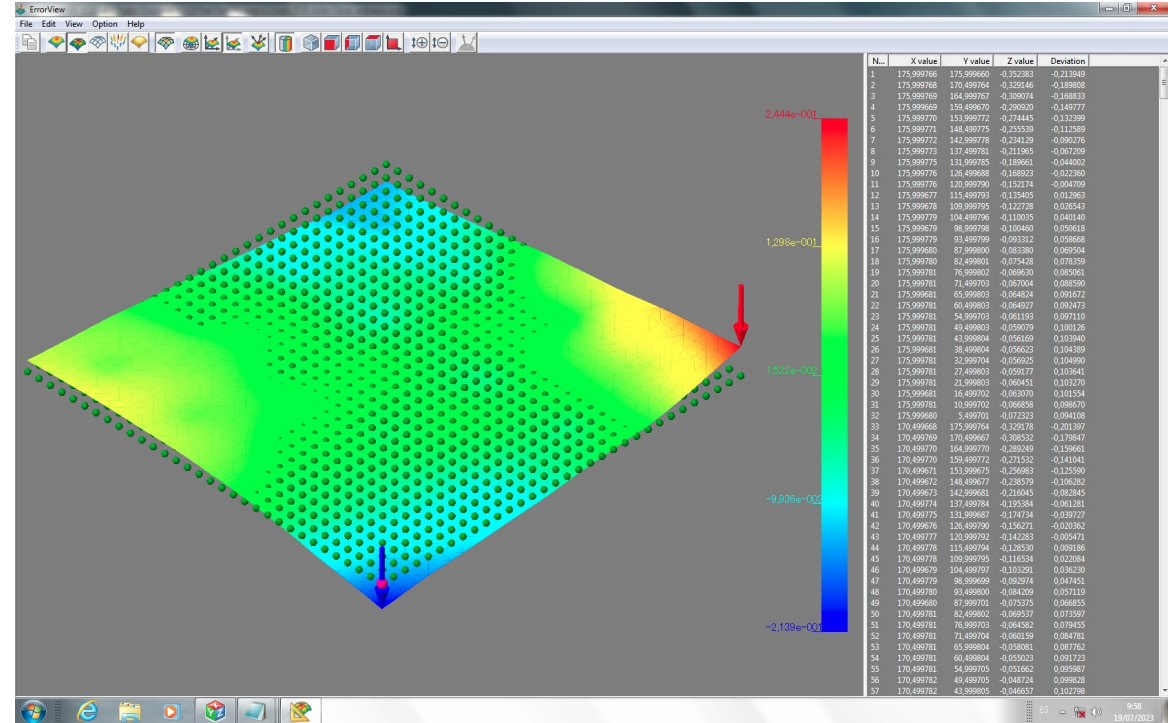 ErrorView
File Edit View Option Help
N... X value Y value Z value Deviation
1 175,999766 175,999660 -0,352383 -0,213949
2 175,999768 170,499764 -0,329146 -0,189808
3 175,999769 164,999767 -0,309074 -0,168833
4 175,999669 159,499670 -0,290920 -0,149777
5 175,999770 153,999772 -0,274445 -0,132399
6 175,999771 148,499775 -0,255539 -0,112589
7 175,999772 142,999778 -0,234129 -0,090276
8 175,999773 137,499781 -0,211965 -0,067209
9 175,999775 131,999785 -0,189661 -0,044002
10 175,999776 126,499688 -0,168923 -0,022360
11 175,999776 120,999790 -0,152174 -0,004709
12 175,999677 115,499793 -0,135405 0,012963
13 175,999678 109,999795 -0,122728 0,026543
14 175,999779 104,499796 -0,110035 0,040140
15 175,999679 98,999798 -0,100460 0,050618
16 175,999779 93,499799 -0,093312 0,058668
17 175,999680 87,999800 -0,083380 0,069504
18 175,999780 82,499801 -0,075428 0,078359
19 175,999781 76,999802 -0,069630 0,085061
20 175,999781 71,499703 -0,067004 0,088590
21 175,999681 65,999803 -0,064824 0,091672
22 175,999781 60,499803 -0,064927 0,092473
23 175,999781 54,999703 -0,061193 0,097110
24 175,999781 49,499803 -0,059079 0,100126
25 175,999781 43,999804 -0,056169 0,103940
26 175,999681 38,499804 -0,056623 0,104389
27 175,999781 32,999704 -0,056925 0,104990
28 175,999781 27,499803 -0,059177 0,103641
29 175,999781 21,999803 -0,060451 0,103270
30 175,999681 16,499702 -0,063070 0,101554
31 175,999781 10,999702 -0,066858 0,098670
32 175,999680 5,499701 -0,072323 0,094108
33 170,499668 175,999764 -0,329178 -0,201397
34 170,499769 170,499667 -0,308532 -0,179847
35 170,499770 164,999770 -0,289249 -0,159661
36 170,499770 159,499772 -0,271532 -0,141041
37 170,499671 153,999675 -0,256983 -0,125590
38 170,499672 148,499677 -0,238579 -0,106282
39 170,499673 142,999681 -0,216045 -0,082845
40 170,499774 137,499784 -0,195384 -0,061281
41 170,499775 131,999687 -0,174734 -0,039727
42 170,499676 126,499790 -0,156271 -0,020362
43 170,499777 120,999792 -0,142283 -0,005471
44 170,499778 115,499794 -0,128530 0,009186
45 170,499778 109,999795 -0,116534 0,022084
46 170,499679 104,499797 -0,103291 0,036230
47 170,499779 98,999699 -0,092974 0,047451
48 170,499780 93,499800 -0,084209 0,057119
49 170,499680 87,999701 -0,075375 0,066855
50 170,499781 82,499802 -0,069537 0,073597
51 170,499781 76,999703 -0,064582 0,079455
52 170,499781 71,499704 -0,060159 0,084781
53 170,499781 65,999804 -0,058081 0,087762
54 170,499781 60,499804 -0,055023 0,091723
55 170,499781 54,999705 -0,051662 0,095987
56 170,499782 49,499705 -0,048724 0,099828
57 170,499782 43,999805 -0,046657 0,102798
2,444e-001
1,298e-001
1,522e-002
-9,936e-002
-2,139e-001
ES
9:58
19/07/2023